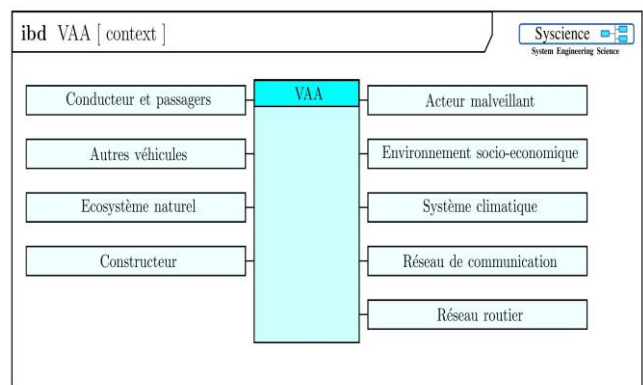 ibd VAA [ context ]
Syscience
System Engineering Science
VAA
Conducteur et passagers
Autres véhicules
Ecosystème naturel
Constructeur
Acteur malveillant
Environnement socio-economique
Système climatique
Réseau de communication
Réseau routier